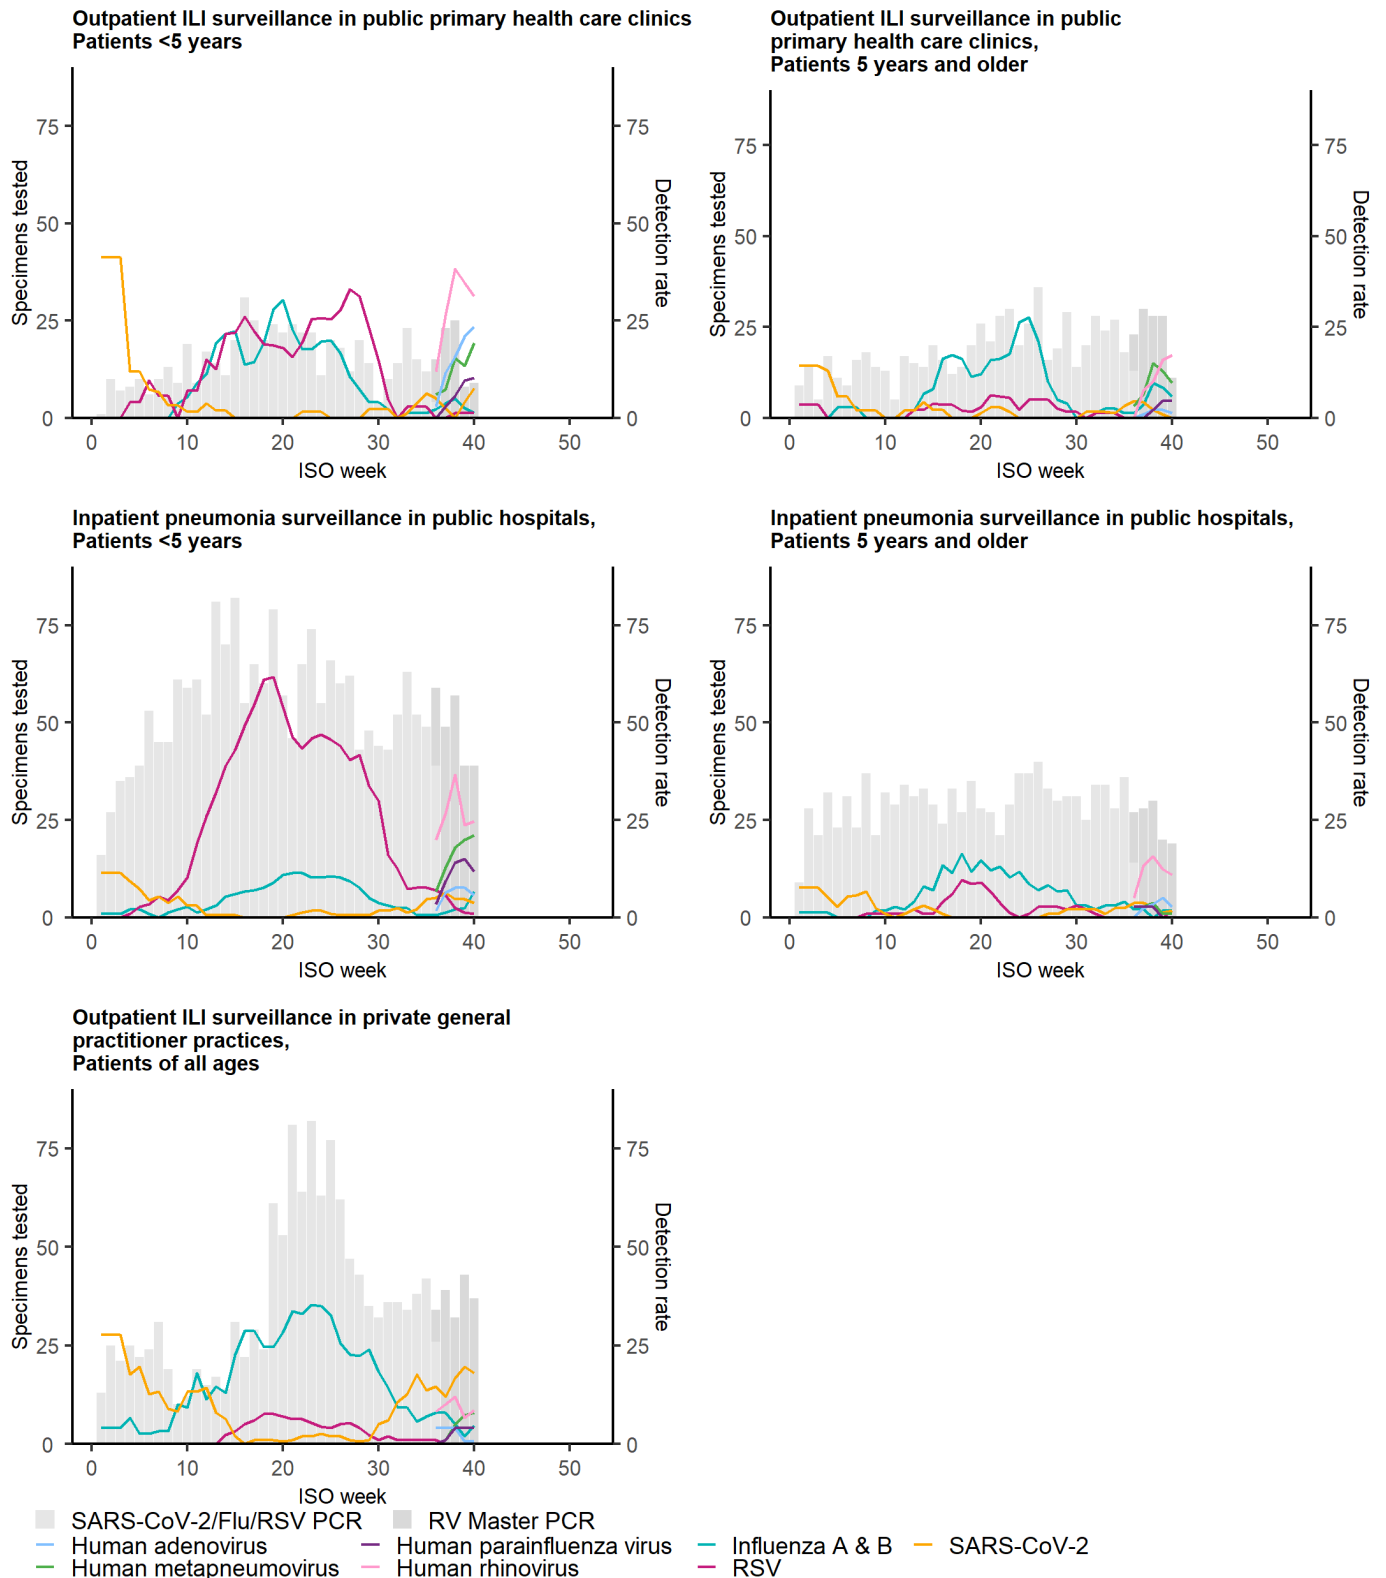 Outpatient ILI surveillance in public primary health care clinics
Patients <5 years
75
50
25
0
75
50
25
0
0 10 20 30 40 50
Specimens tested
Detection rate
ISO week
Outpatient ILI surveillance in public
primary health care clinics,
Patients 5 years and older
75
50
25
0
75
50
25
0
0 10 20 30 40 50
Specimens tested
Detection rate
ISO week
Inpatient pneumonia surveillance in public hospitals,
Patients <5 years
75
50
25
0
75
50
25
0
0 10 20 30 40 50
Specimens tested
Detection rate
ISO week
Inpatient pneumonia surveillance in public hospitals,
Patients 5 years and older
75
50
25
0
75
50
25
0
0 10 20 30 40 50
Specimens tested
Detection rate
ISO week
Outpatient ILI surveillance in private general
practitioner practices,
Patients of all ages
75
50
25
0
75
50
25
0
0 10 20 30 40 50
Specimens tested
Detection rate
ISO week
SARS-CoV-2/Flu/RSV PCR RV Master PCR
Human adenovirus Human parainfluenza virus Influenza A & B SARS-CoV-2
Human metapneumovirus Human rhinovirus RSV